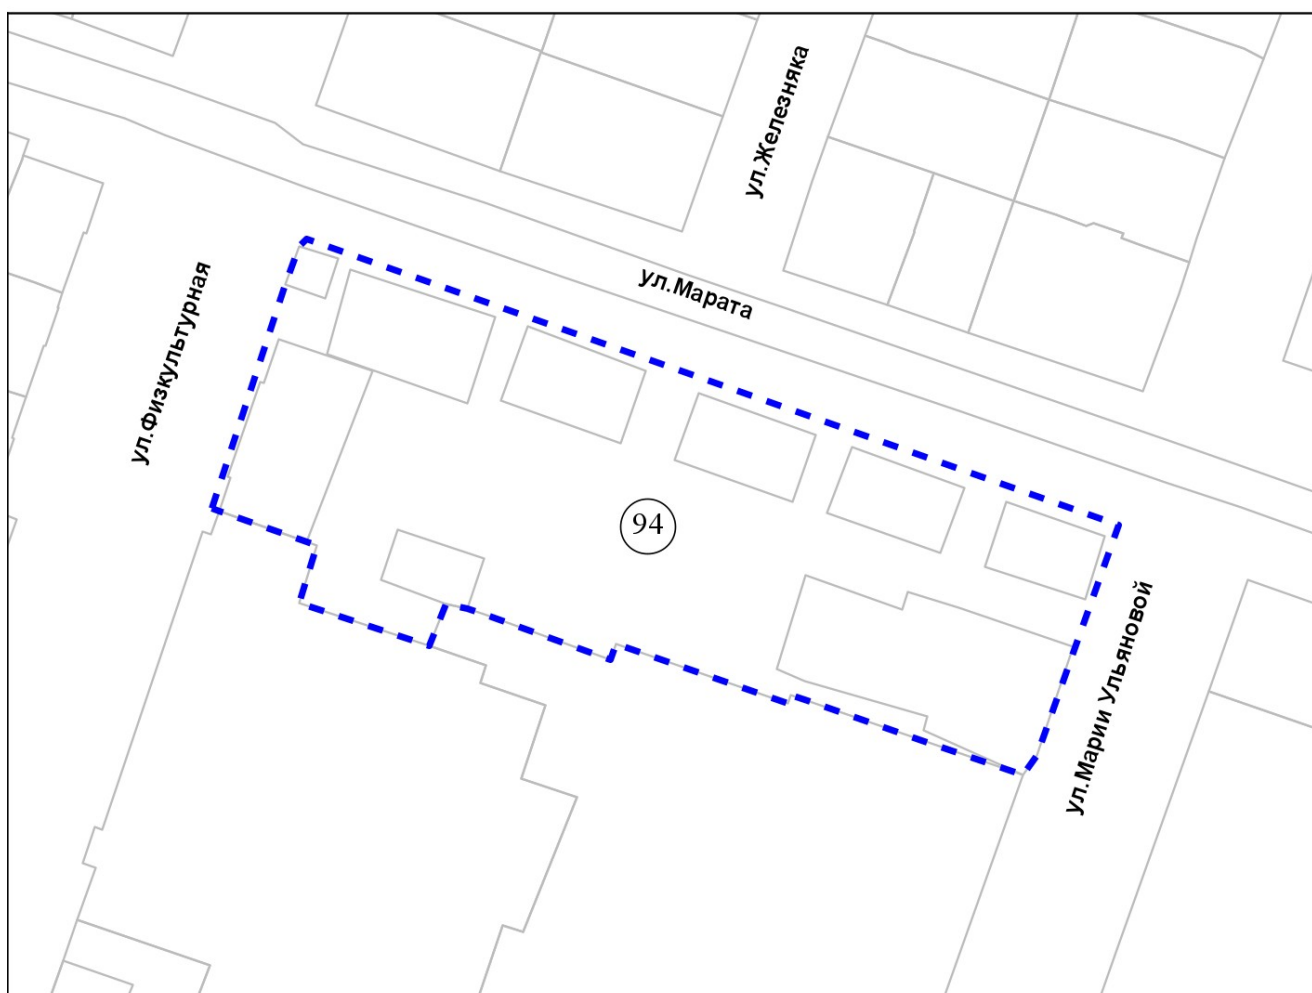 ул.Железняка
ул.Марата
ул.Физкультурная
94
ул.Марии Ульяновой